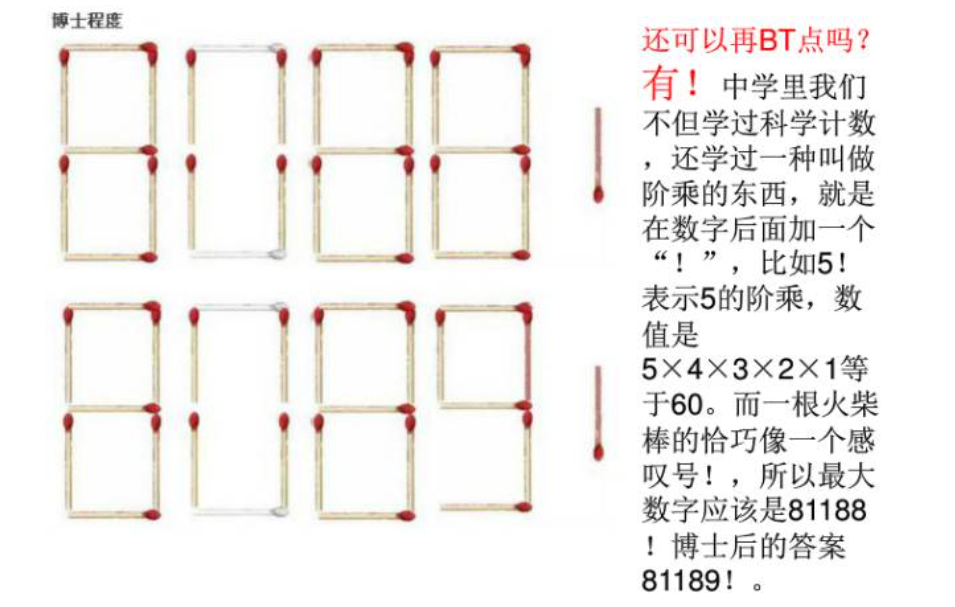 博士程度
还可以再BT点吗？
有！中学里我们
不但学过科学计数
，还学过一种叫做
阶乘的东西，就是
在数字后面加一个
“！”，比如5！
表示5的阶乘，数
值是
5×4×3×2×1等
于60。而一根火柴
棒的恰巧像一个感
叹号！，所以最大
数字应该是81188
！博士后的答案
81189！。